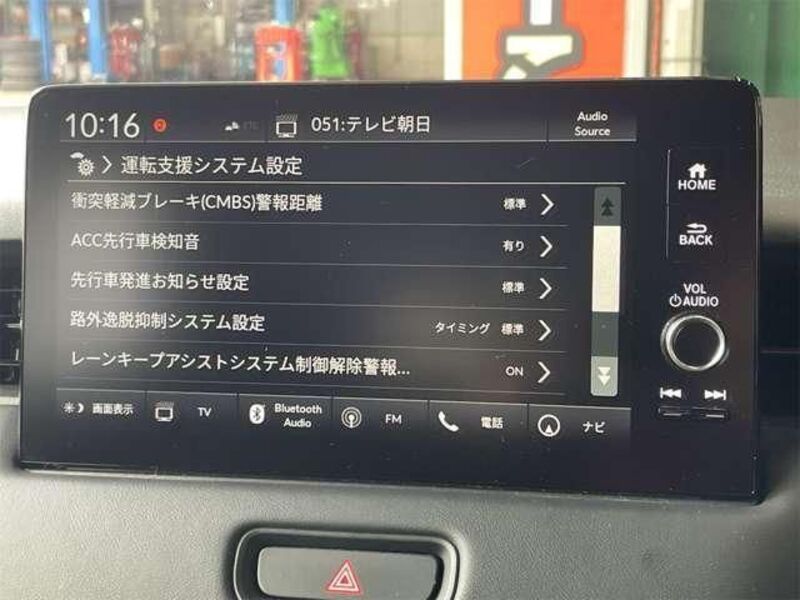 10:16 ETC 051:テレビ朝日 Audio Source
運転支援システム設定
衝突軽減ブレーキ(CMBS)警報距離 標準
ACC先行車検知音 有り
先行車発進お知らせ設定 標準
路外逸脱抑制システム設定 タイミング 標準
レーンキープアシストシステム制御解除警報... ON
画面表示 TV Bluetooth Audio FM 電話 ナビ
HOME
BACK
VOL
AUDIO